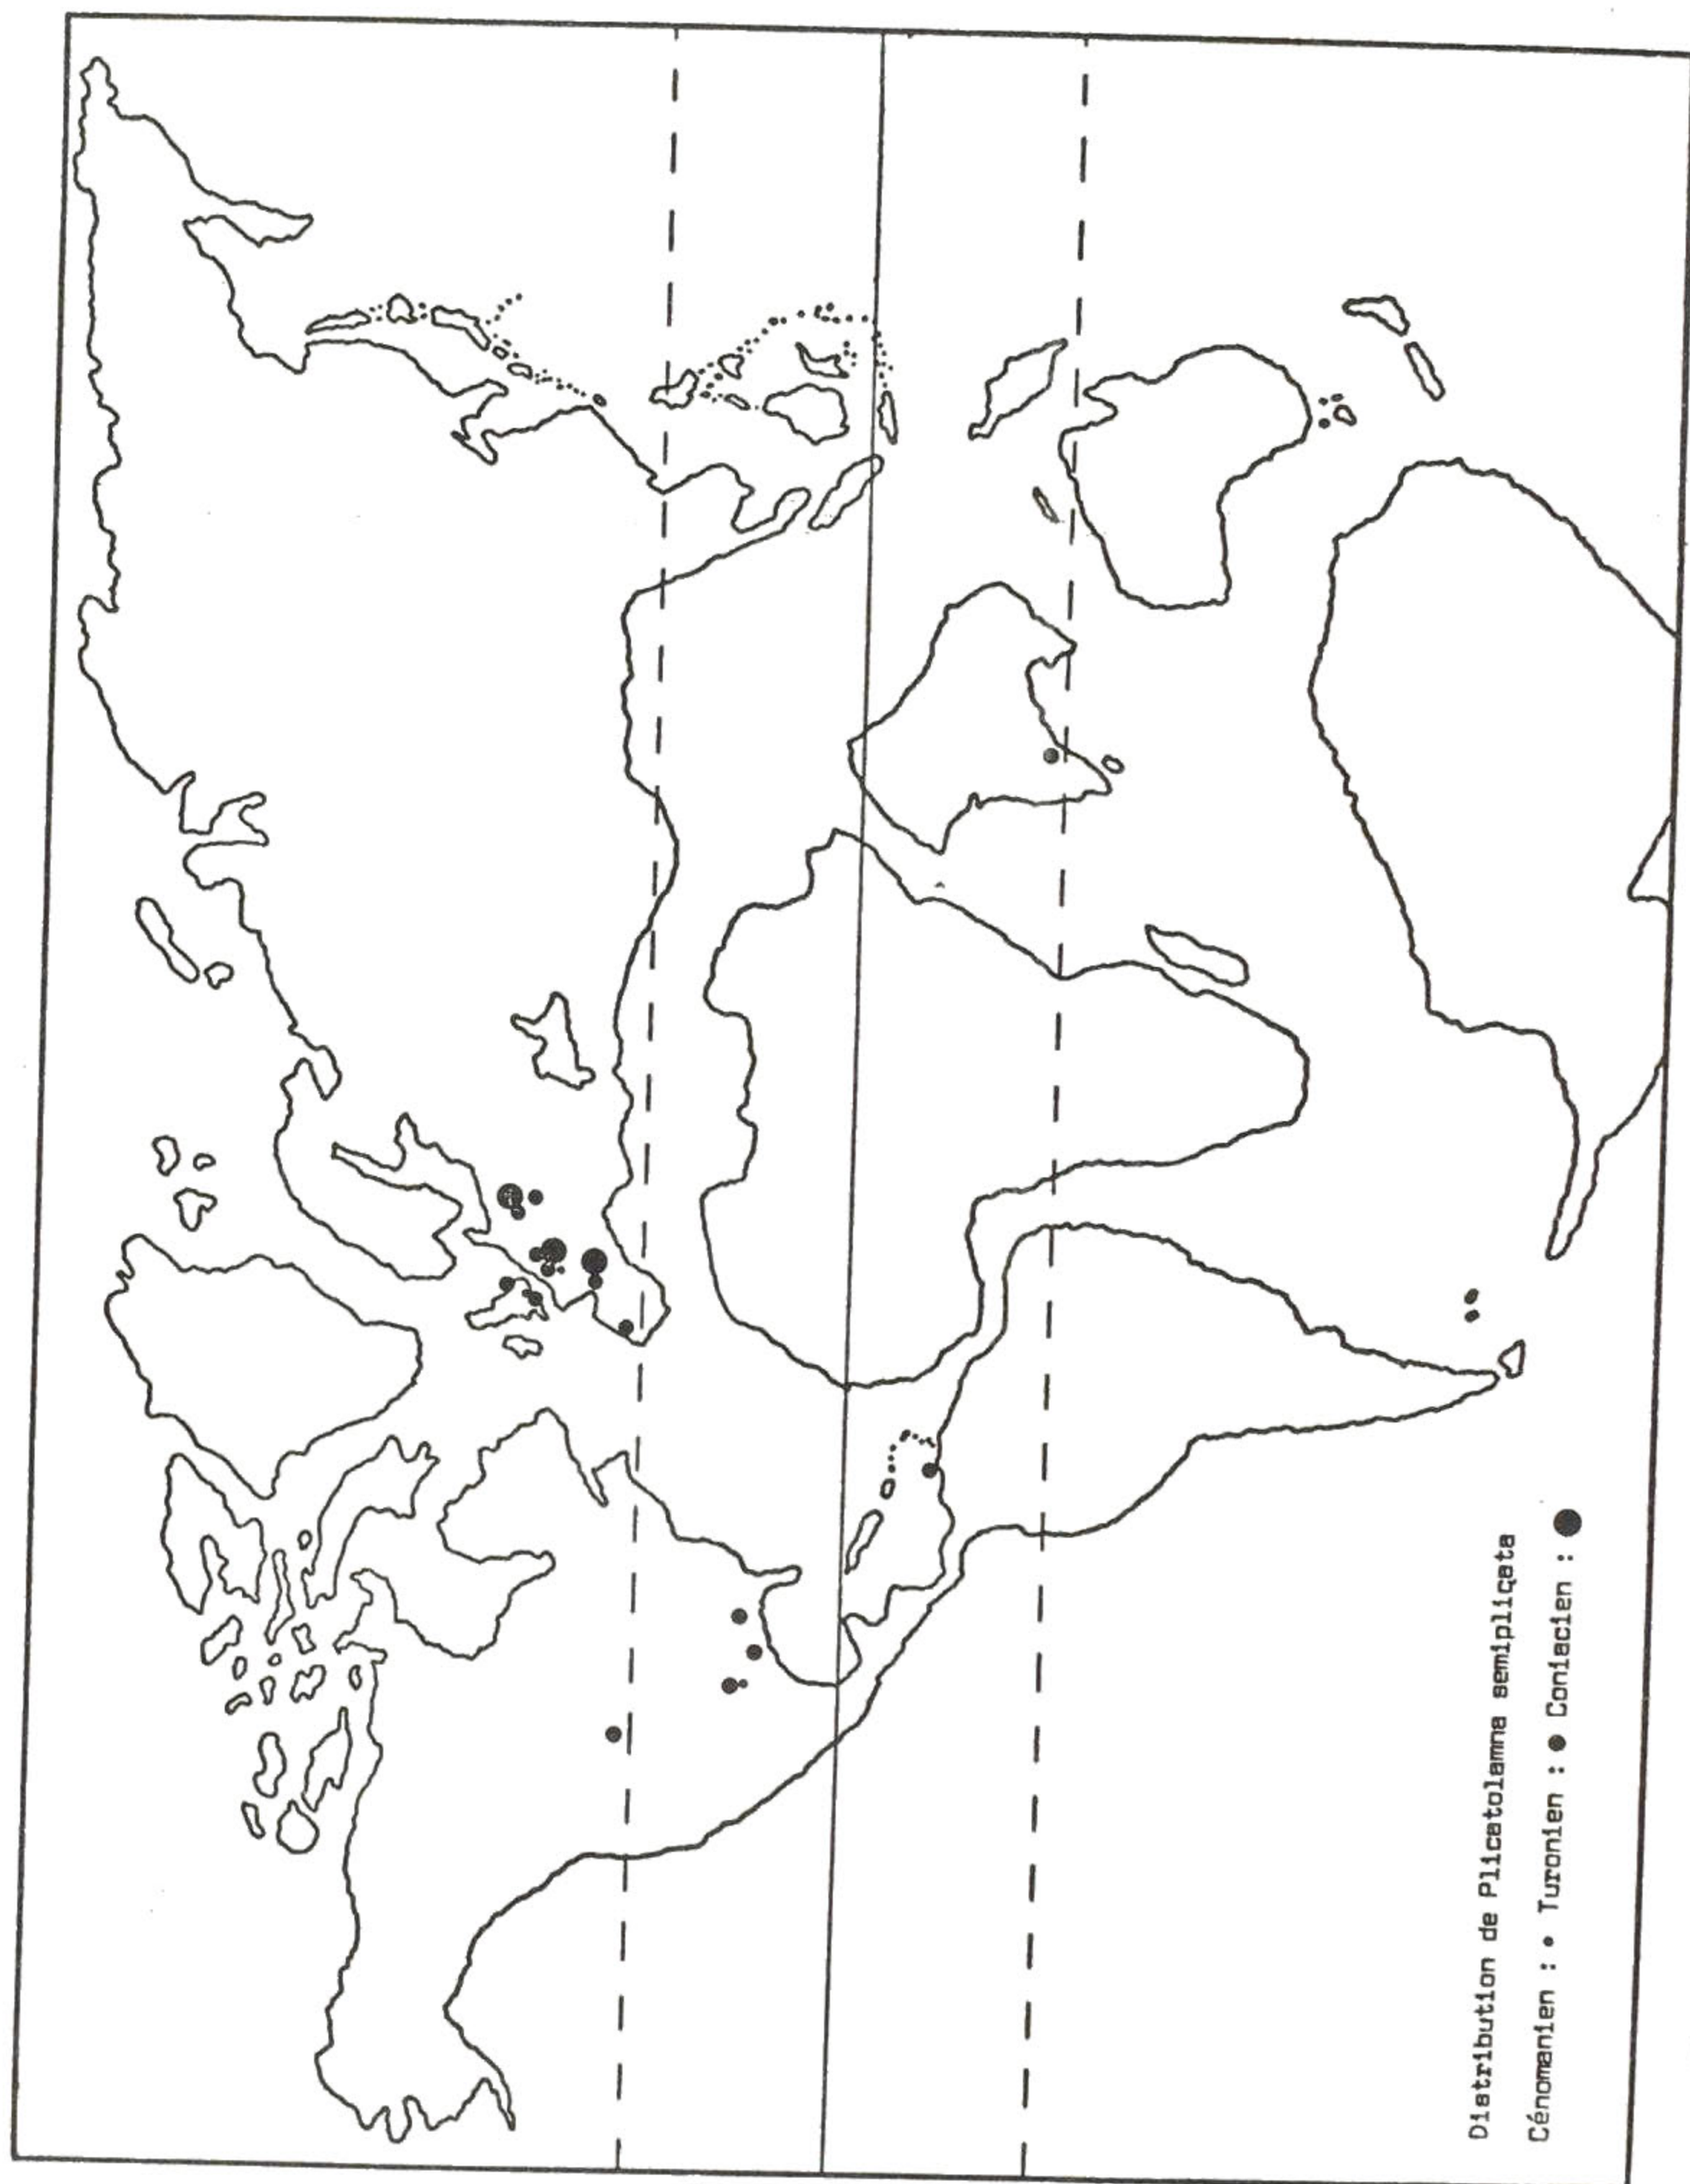 Distribution de Plicatolamna semiplicata
Cénomanien : • Turonien : ● Coniacien : ●